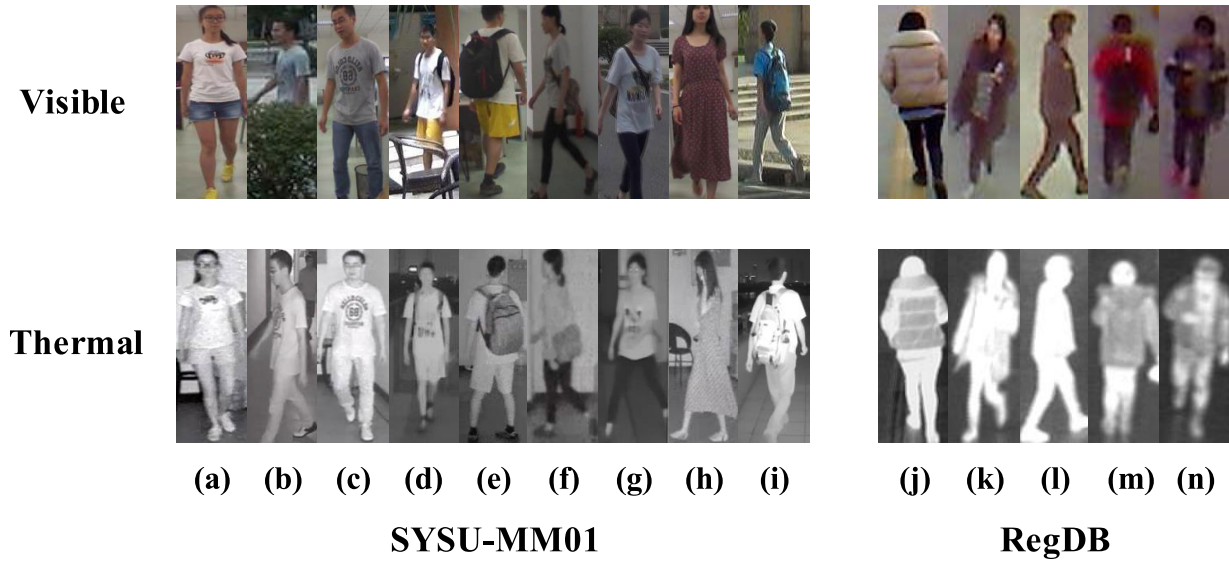 Visible
Thermal
(a) (b) (c) (d) (e) (f) (g) (h) (i) (j) (k) (l) (m) (n)
SYSU-MM01 RegDB